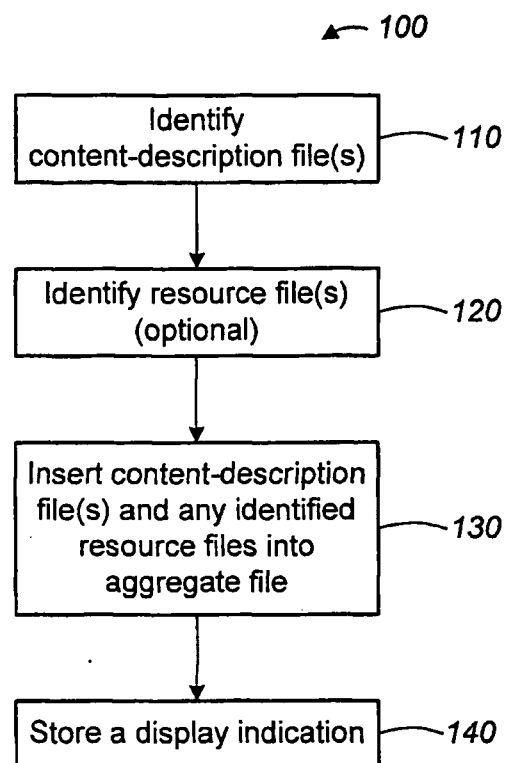 100
Identify
content-description file(s)
110
Identify resource file(s)
(optional)
120
Insert content-description
file(s) and any identified
resource files into
aggregate file
130
Store a display indication
140